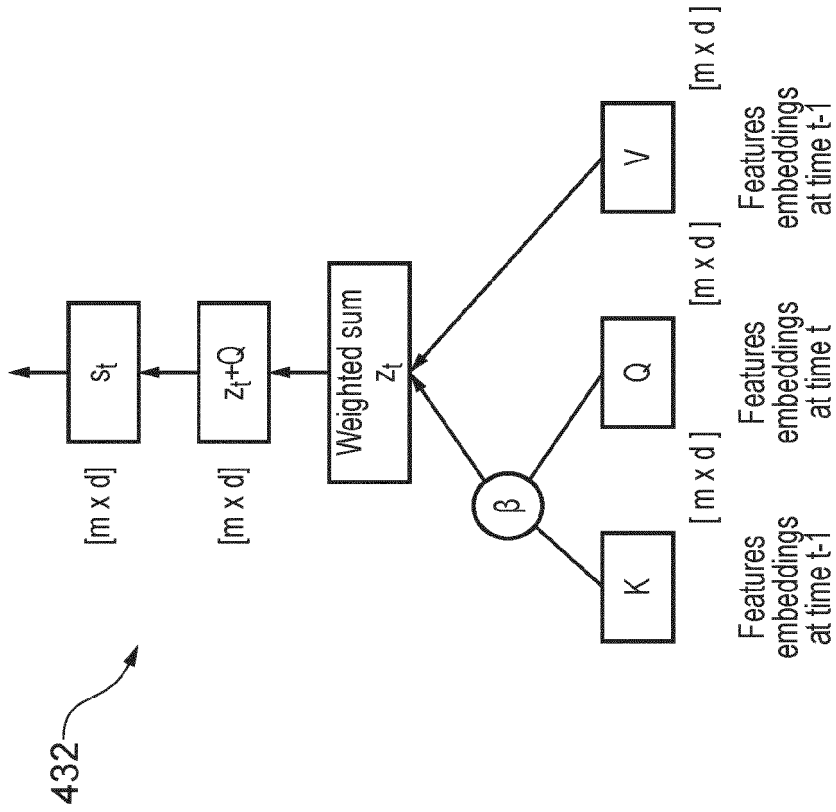 432
s_t
[m x d]
z_t+Q
[m x d]
Weighted sum
z_t
β
K
Q
V
[m x d]
[m x d]
[m x d]
Features
embeddings
at time t-1
Features
embeddings
at time t
Features
embeddings
at time t-1